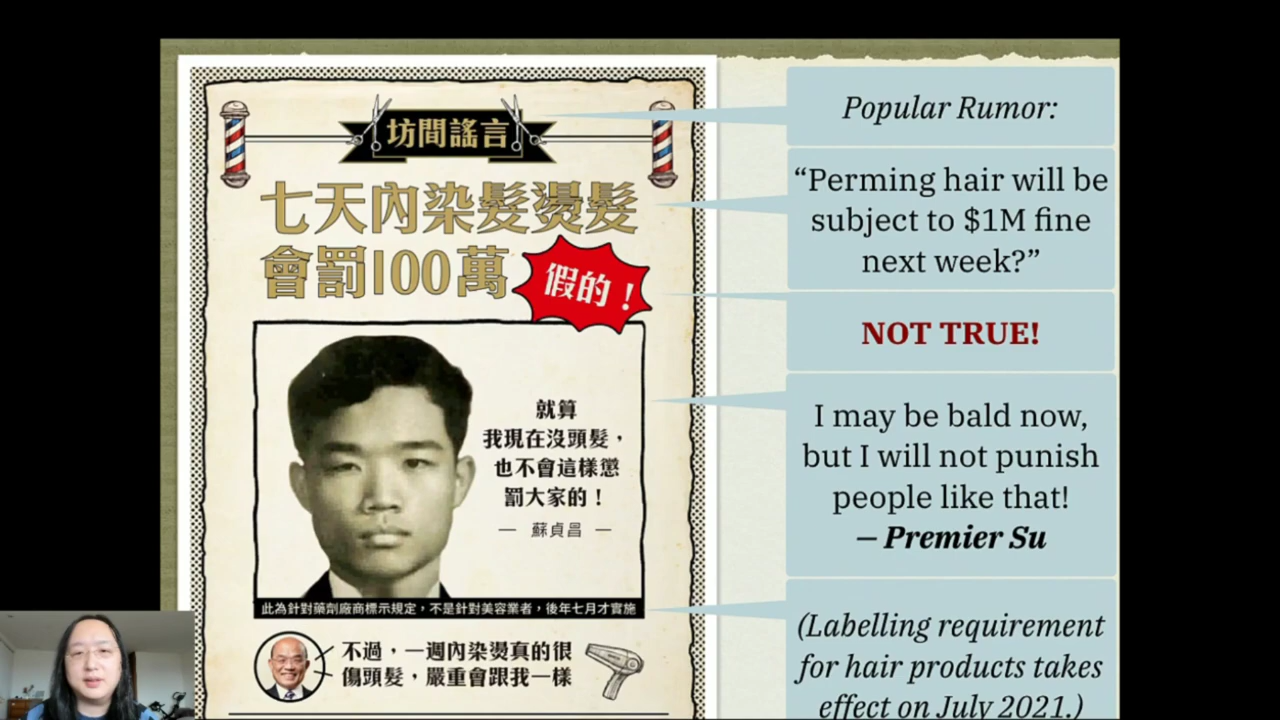 坊間謠言
七天內染髮燙髮
會罰100萬
假的！
就算
我現在沒頭髮，
也不會這樣懲
罰大家的！
— 蘇貞昌 —
此為針對藥劑廠商標示規定，不是針對美容業者，後年七月才實施
不過，一週內染燙真的很
傷頭髮，嚴重會跟我一樣
Popular Rumor:
“Perming hair will be
subject to $1M fine
next week?”
NOT TRUE!
I may be bald now,
but I will not punish
people like that!
— Premier Su
(Labelling requirement
for hair products takes
effect on July 2021.)